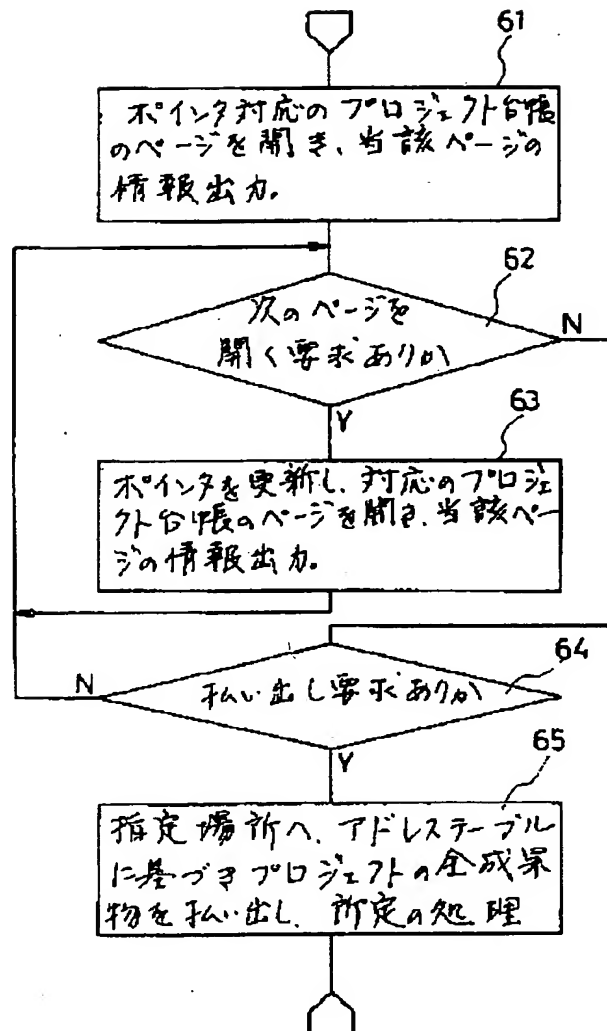 61
ポインタ対応のプロジェクト台帳
のページを開き、当該ページの
情報出力。
62
次のページを
開く要求ありか
N
Y
63
ポインタを更新し、対応のプロジェ
クト台帳のページを開き、当該ペー
ジの情報出力。
64
払い出し要求ありか
N
Y
65
指定場所へ、アドレステーブル
に基づきプロジェクトの全成果
物を払い出し、所定の処理